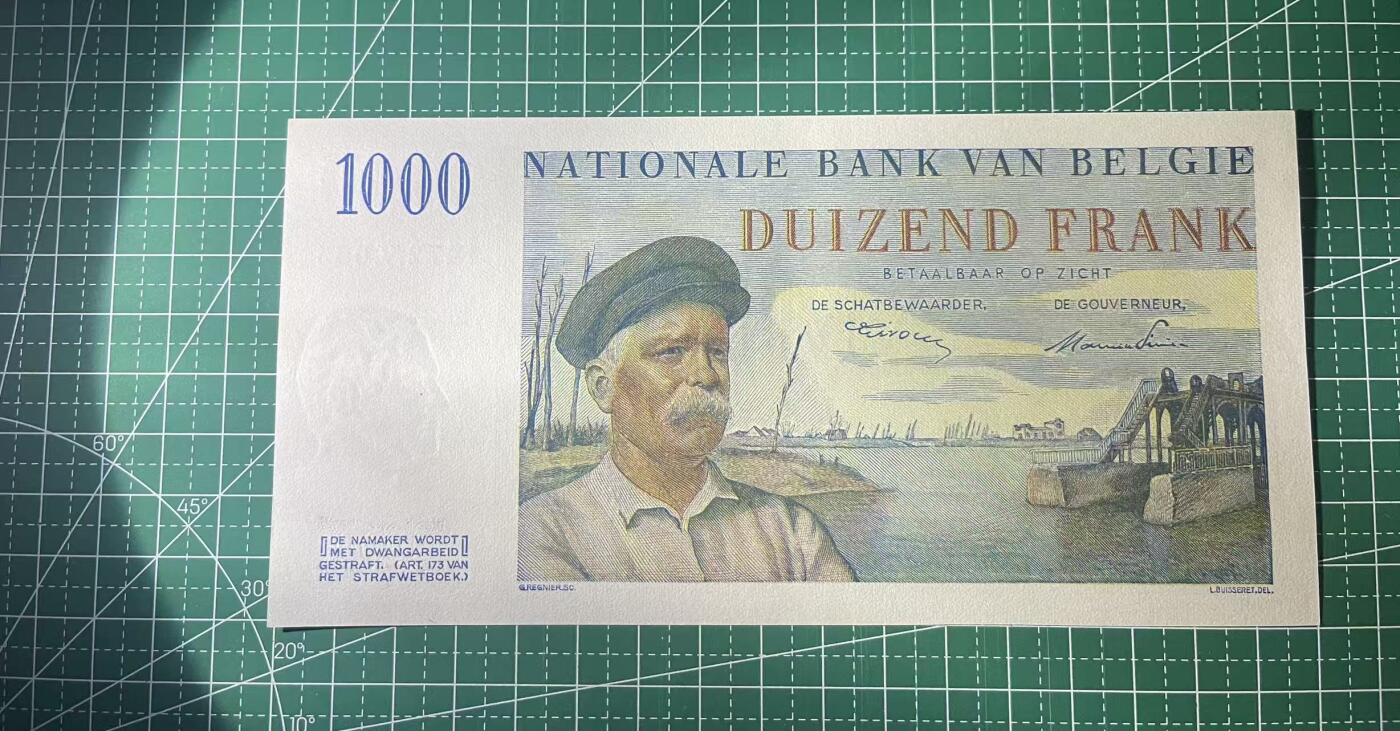 1000
NATIONALE BANK VAN BELGIE
DUIZEND FRANK
BETAALBAAR OP ZICHT
DE SCHATBEWAARDER,
DE GOUVERNEUR,
DE NAMAKER WORDT
MET DWANGARBEID
GESTRAFT. (ART. 173 VAN
HET STRAFWETBOEK.)
G.REGNIER.SC.
L.BUISSERET.DEL.
60°
45°
30°
20°
10°